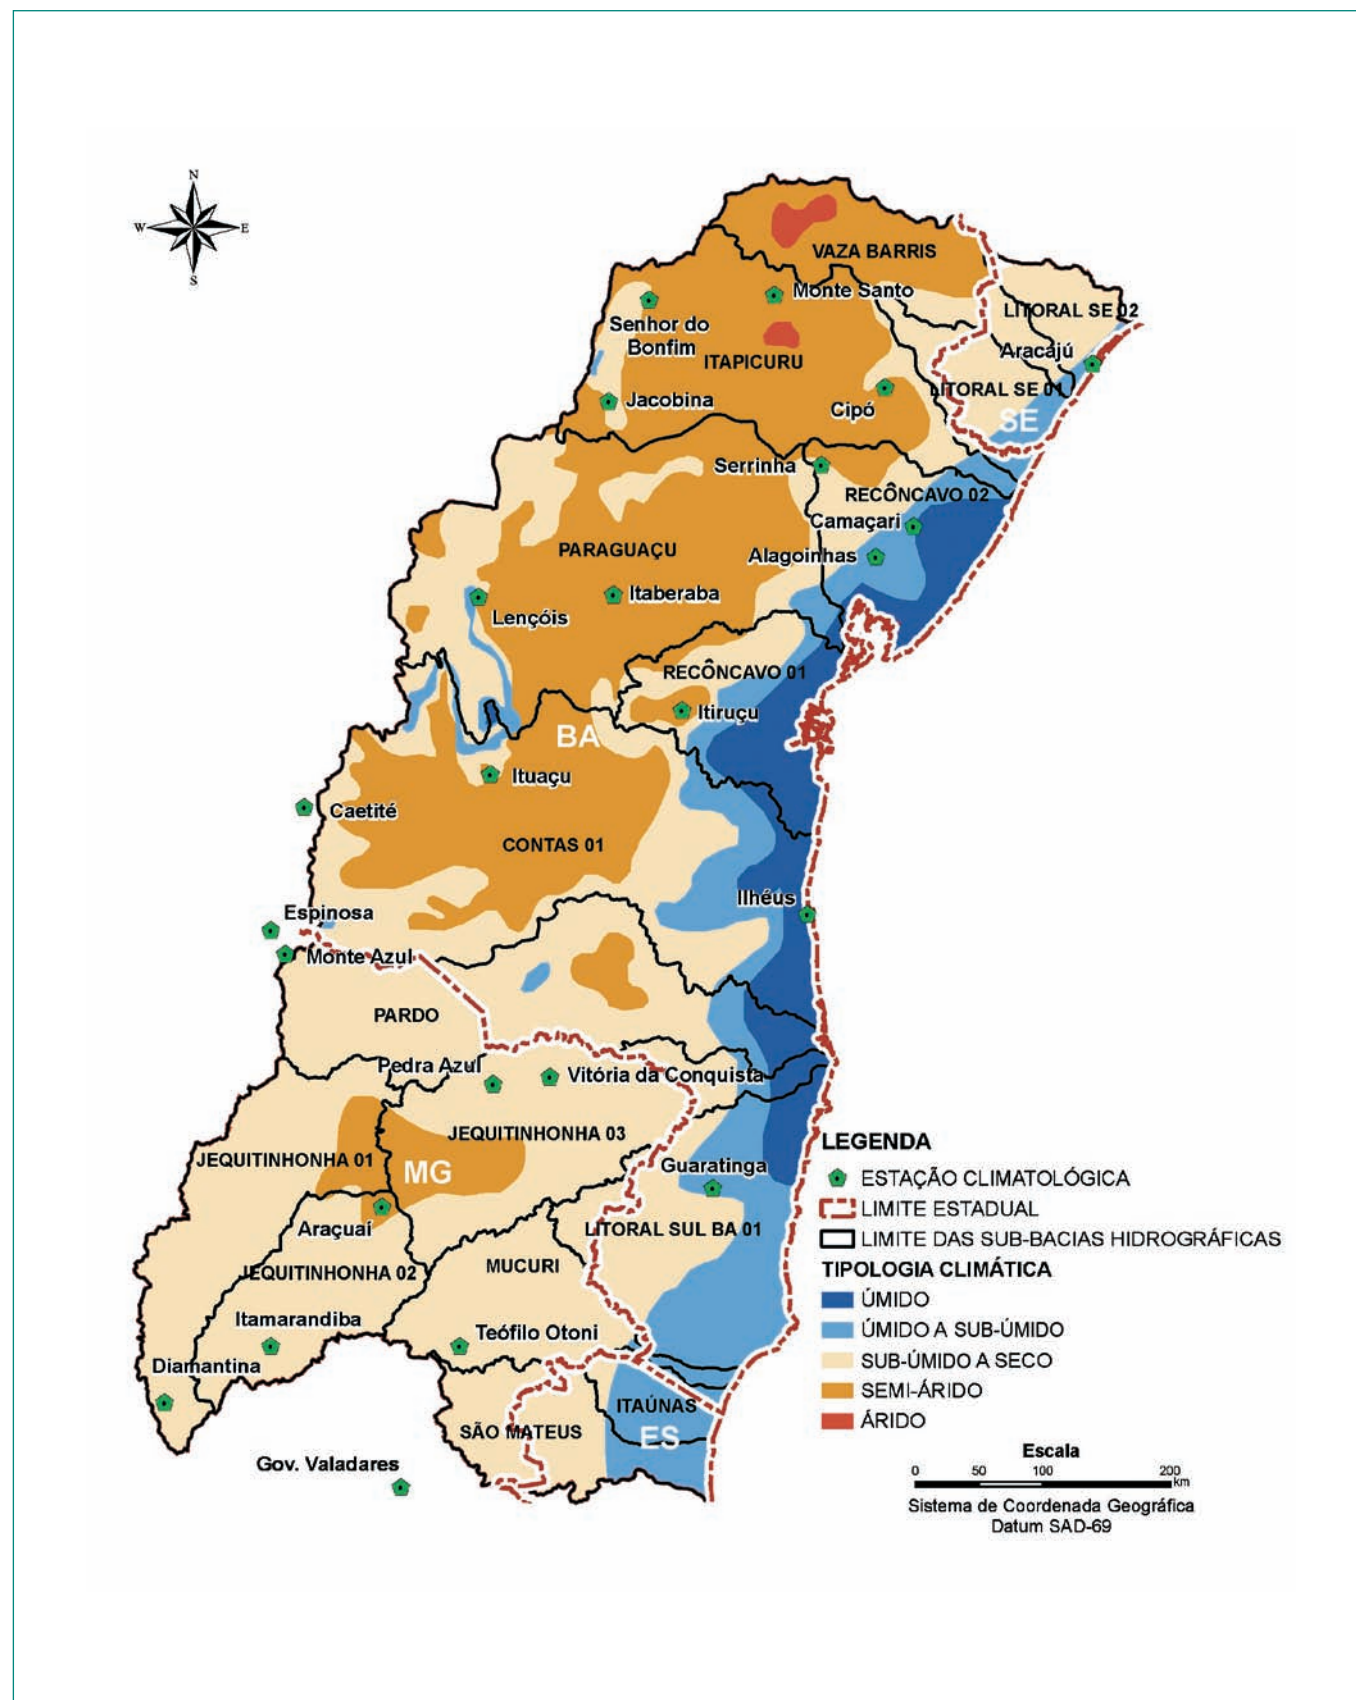 N
W
E
S
VAZA BARRIS
Monte Santo
LITORAL SE 02
Senhor do
Bonfim
Aracajú
ITAPICURU
LITORAL SE 01
Jacobina
Cipó
SE
Serrinha
RECÔNCAVO 02
Camaçari
PARAGUAÇU
Alagoinhas
Itaberaba
Lençóis
RECÔNCAVO 01
Itiruçu
BA
Ituaçu
Caetité
CONTAS 01
Ilhéus
Espinosa
Monte Azul
PARDO
Pedra Azul
Vitória da Conquista
JEQUITINHONHA 03
JEQUITINHONHA 01
MG
Guaratinga
Araçuaí
LITORAL SUL BA 01
MUCURI
JEQUITINHONHA 02
Itamarandiba
Teófilo Otoni
Diamantina
ITAÚNAS
SÃO MATEUS
ES
Gov. Valadares
LEGENDA
ESTAÇÃO CLIMATOLÓGICA
LIMITE ESTADUAL
LIMITE DAS SUB-BACIAS HIDROGRÁFICAS
TIPOLOGIA CLIMÁTICA
ÚMIDO
ÚMIDO A SUB-ÚMIDO
SUB-ÚMIDO A SECO
SEMI-ÁRIDO
ÁRIDO
Escala
0 50 100 200
km
Sistema de Coordenada Geográfica
Datum SAD-69